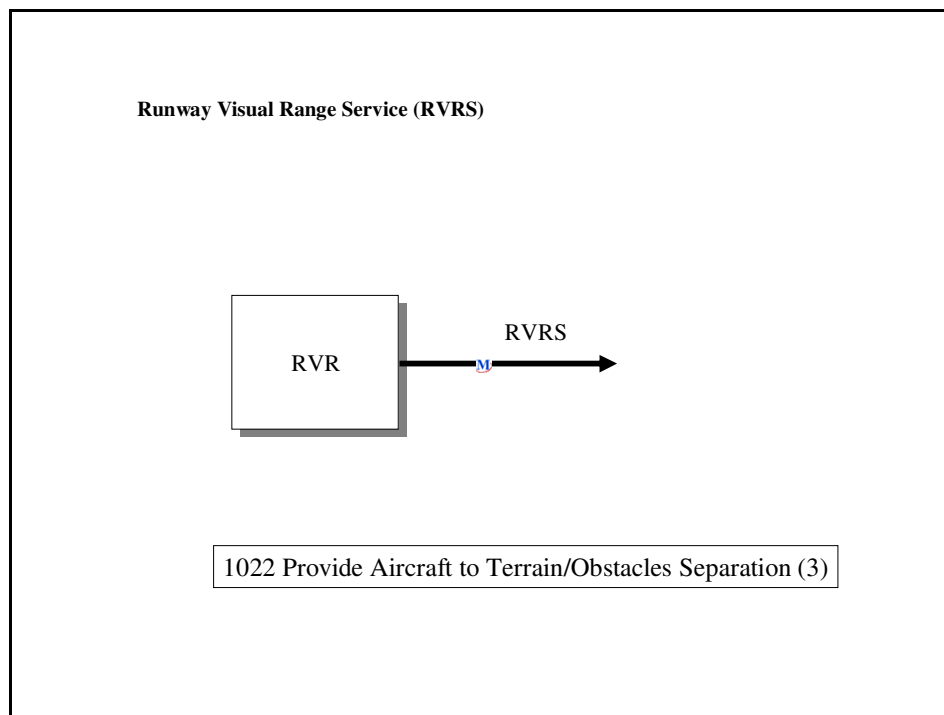 Runway Visual Range Service (RVRS)
RVRS
RVR
M
1022 Provide Aircraft to Terrain/Obstacles Separation (3)